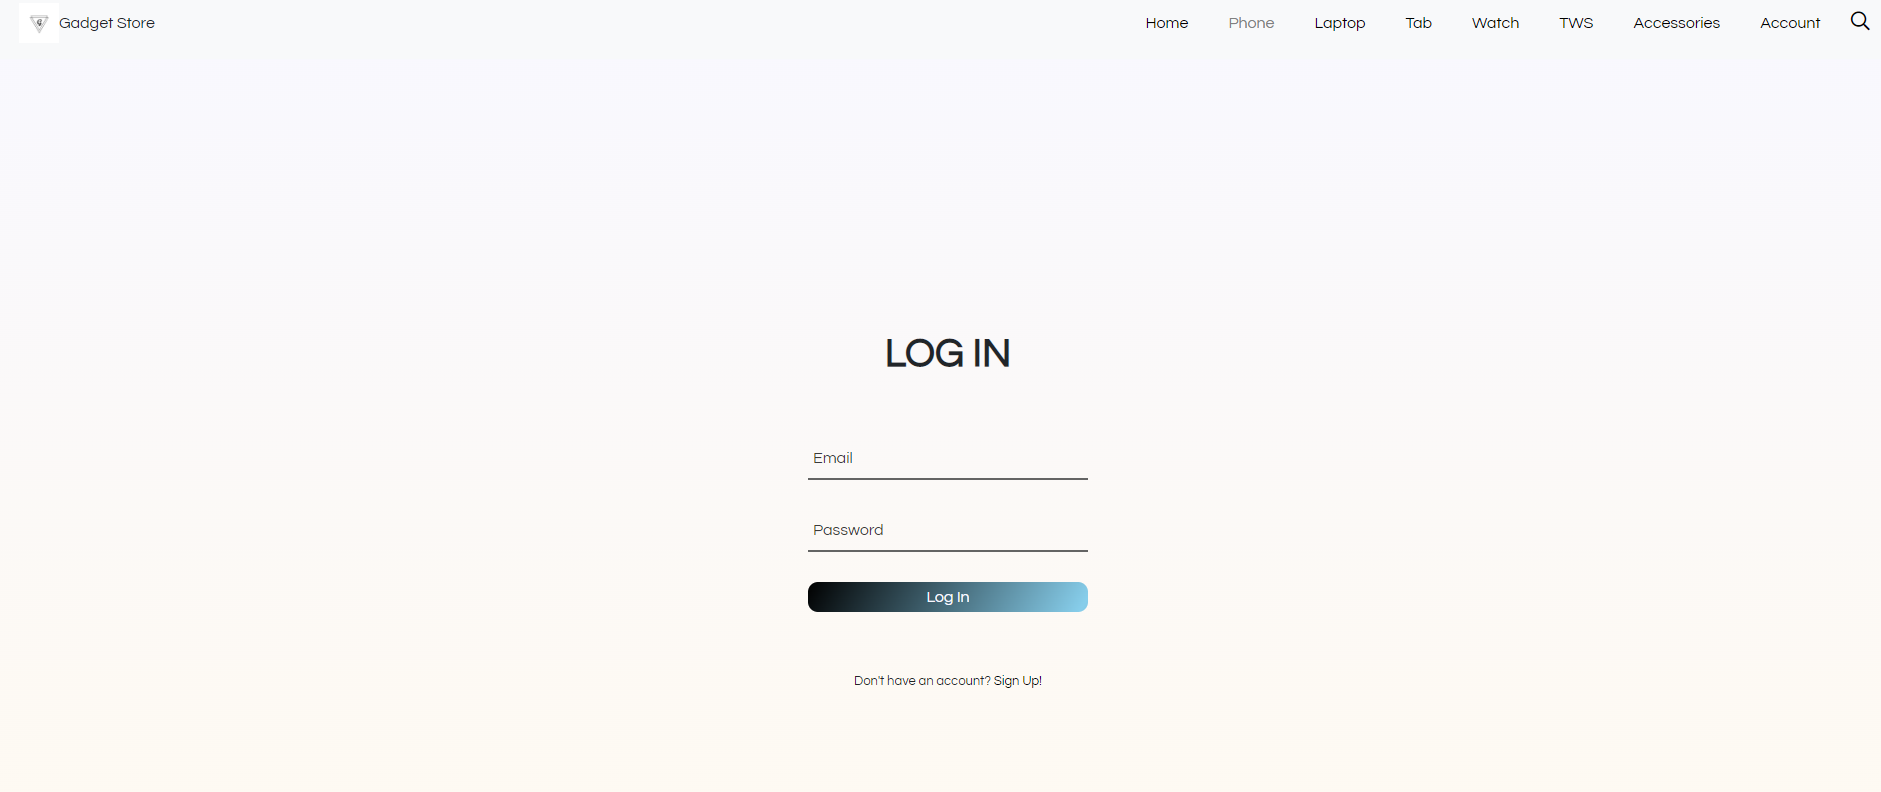 Gadget Store
Home Phone Laptop Tab Watch TWS Accessories Account
LOG IN
Email
Password
Log In
Don't have an account? Sign Up!